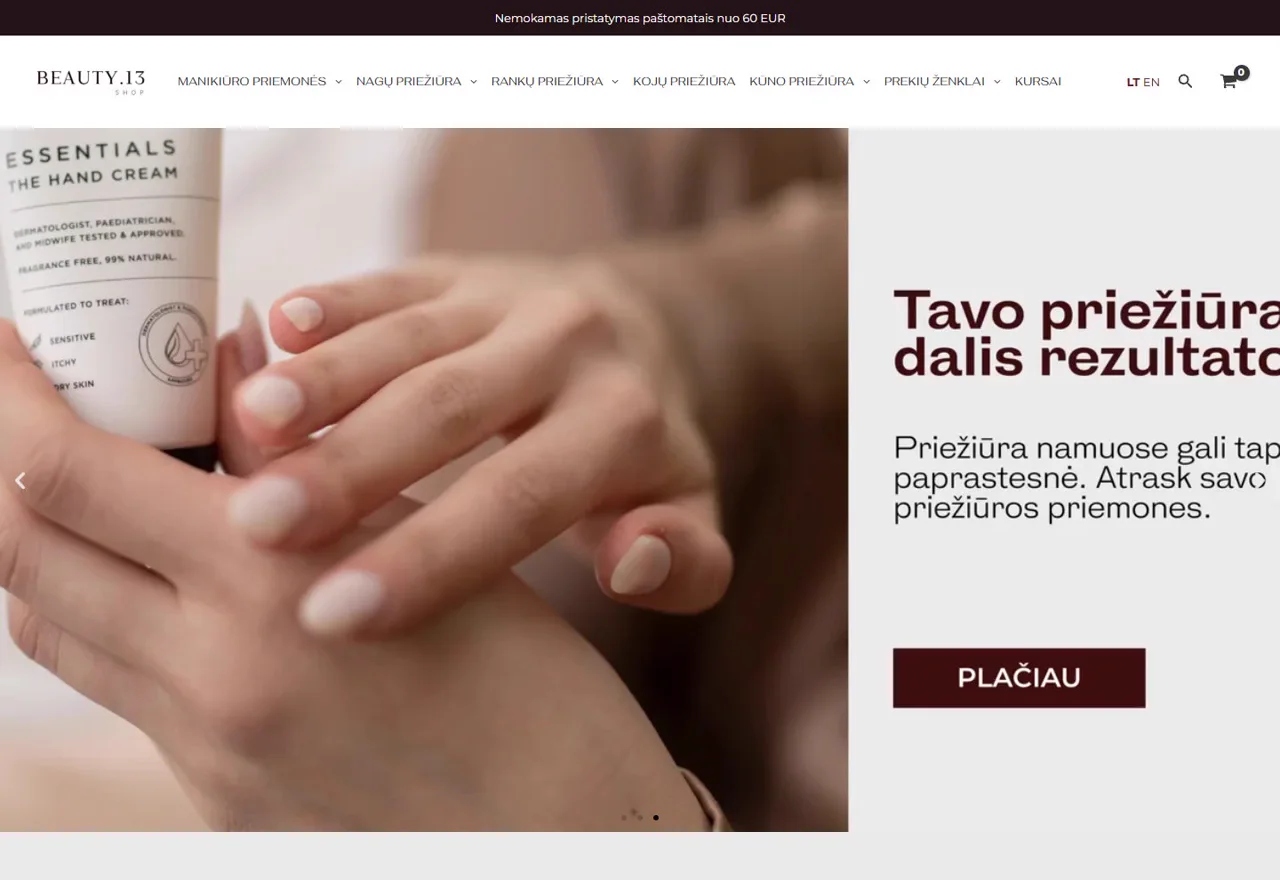 Nemokamas pristatymas paštomatais nuo 60 EUR
BEAUTY.13
SHOP
MANIKIŪRO PRIEMONĖS
NAGŲ PRIEŽIŪRA
RANKŲ PRIEŽIŪRA
KOJŲ PRIEŽIŪRA
KŪNO PRIEŽIŪRA
PREKIŲ ŽENKLAI
KURSAI
LT EN
0
ESSENTIALS
THE HAND CREAM
DERMATOLOGIST, PAEDIATRICIAN,
AND MIDWIFE TESTED & APPROVED.
FRAGRANCE FREE, 99% NATURAL.
FORMULATED TO TREAT:
SENSITIVE
ITCHY
DRY SKIN
Tavo priežiūra
dalis rezultato
Priežiūra namuose gali tap
paprastesnė. Atrask savo
priežiūros priemones.
PLAČIAU